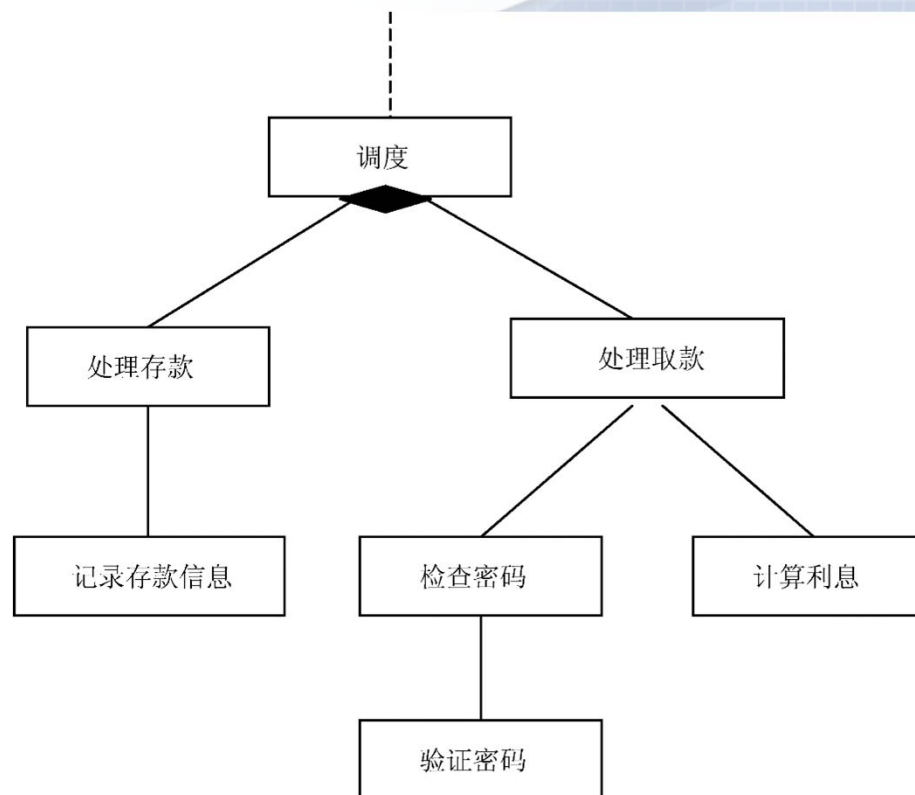 调度
处理存款
处理取款
记录存款信息
检查密码
计算利息
验证密码